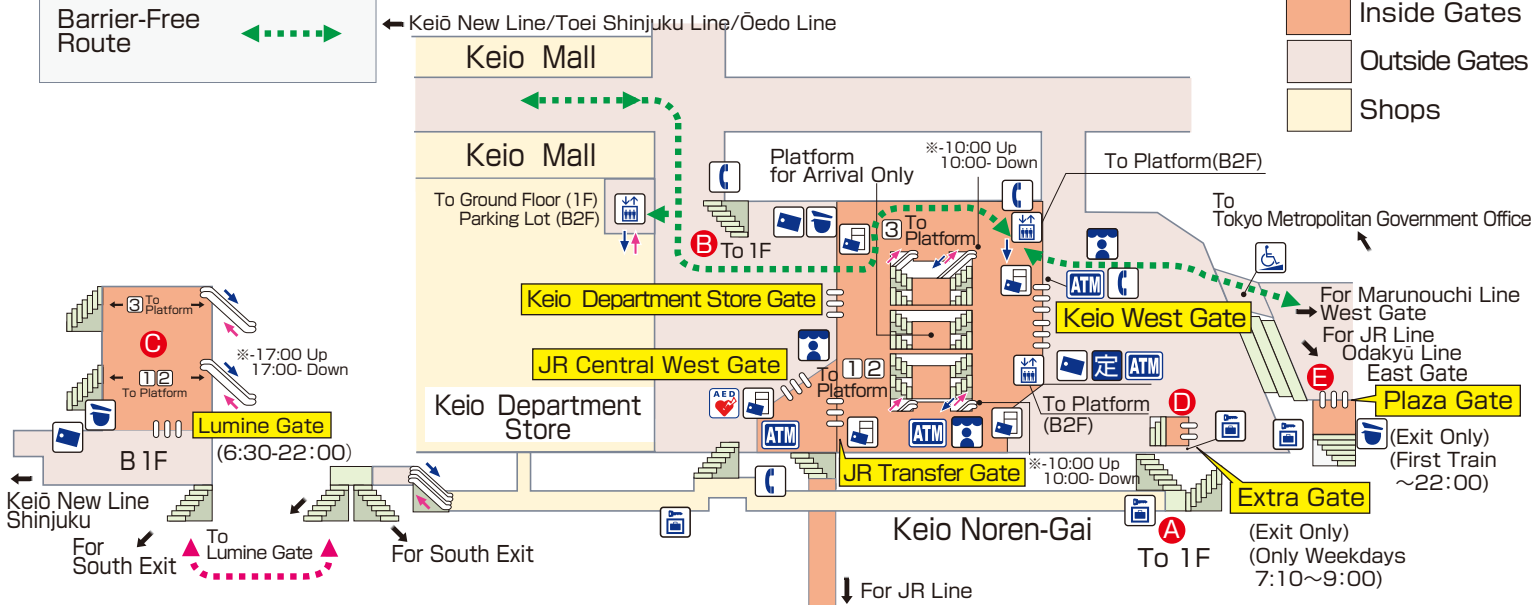 Barrier-Free
Route
Keiō New Line/Toei Shinjuku Line/Ōedo Line
Inside Gates
Outside Gates
Shops
Keio Mall
Keio Mall
Platform
for Arrival Only
※-10:00 Up
10:00- Down
To Platform(B2F)
To Ground Floor (1F)
Parking Lot (B2F)
To
Tokyo Metropolitan Government Office
B To 1F
3 To
Platform
Keio Department Store Gate
ATM
Keio West Gate
For Marunouchi Line
West Gate
For JR Line
Odakyū Line
East Gate
3 To
Platform
C
※-17:00 Up
17:00- Down
1 2
To Platform
JR Central West Gate
1 2
To
Platform
定 ATM
E
Plaza Gate
(Exit Only)
(First Train
~22:00)
Keio Department
Store
AED
ATM
ATM
To Platform
(B2F)
D
Lumine Gate
(6:30-22:00)
B1F
JR Transfer Gate
※-10:00 Up
10:00- Down
Extra Gate
(Exit Only)
(Only Weekdays
7:10~9:00)
Keiō New Line
Shinjuku
For
South Exit
To
Lumine Gate
For South Exit
Keio Noren-Gai
A
To 1F
For JR Line